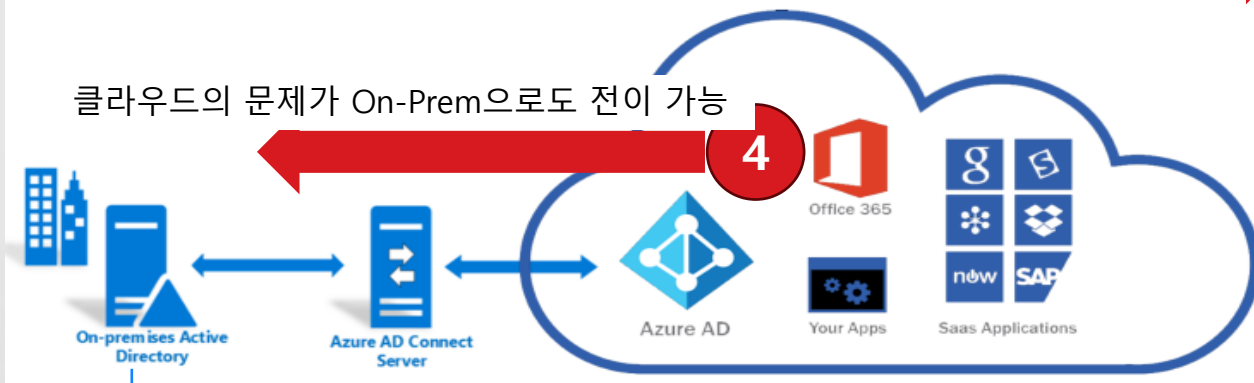 클라우드의 문제가 On-Prem으로도 전이 가능
4
Office 365
g
now
SAP
Azure AD
Your Apps
Saas Applications
On-premises Active
Directory
Azure AD Connect
Server